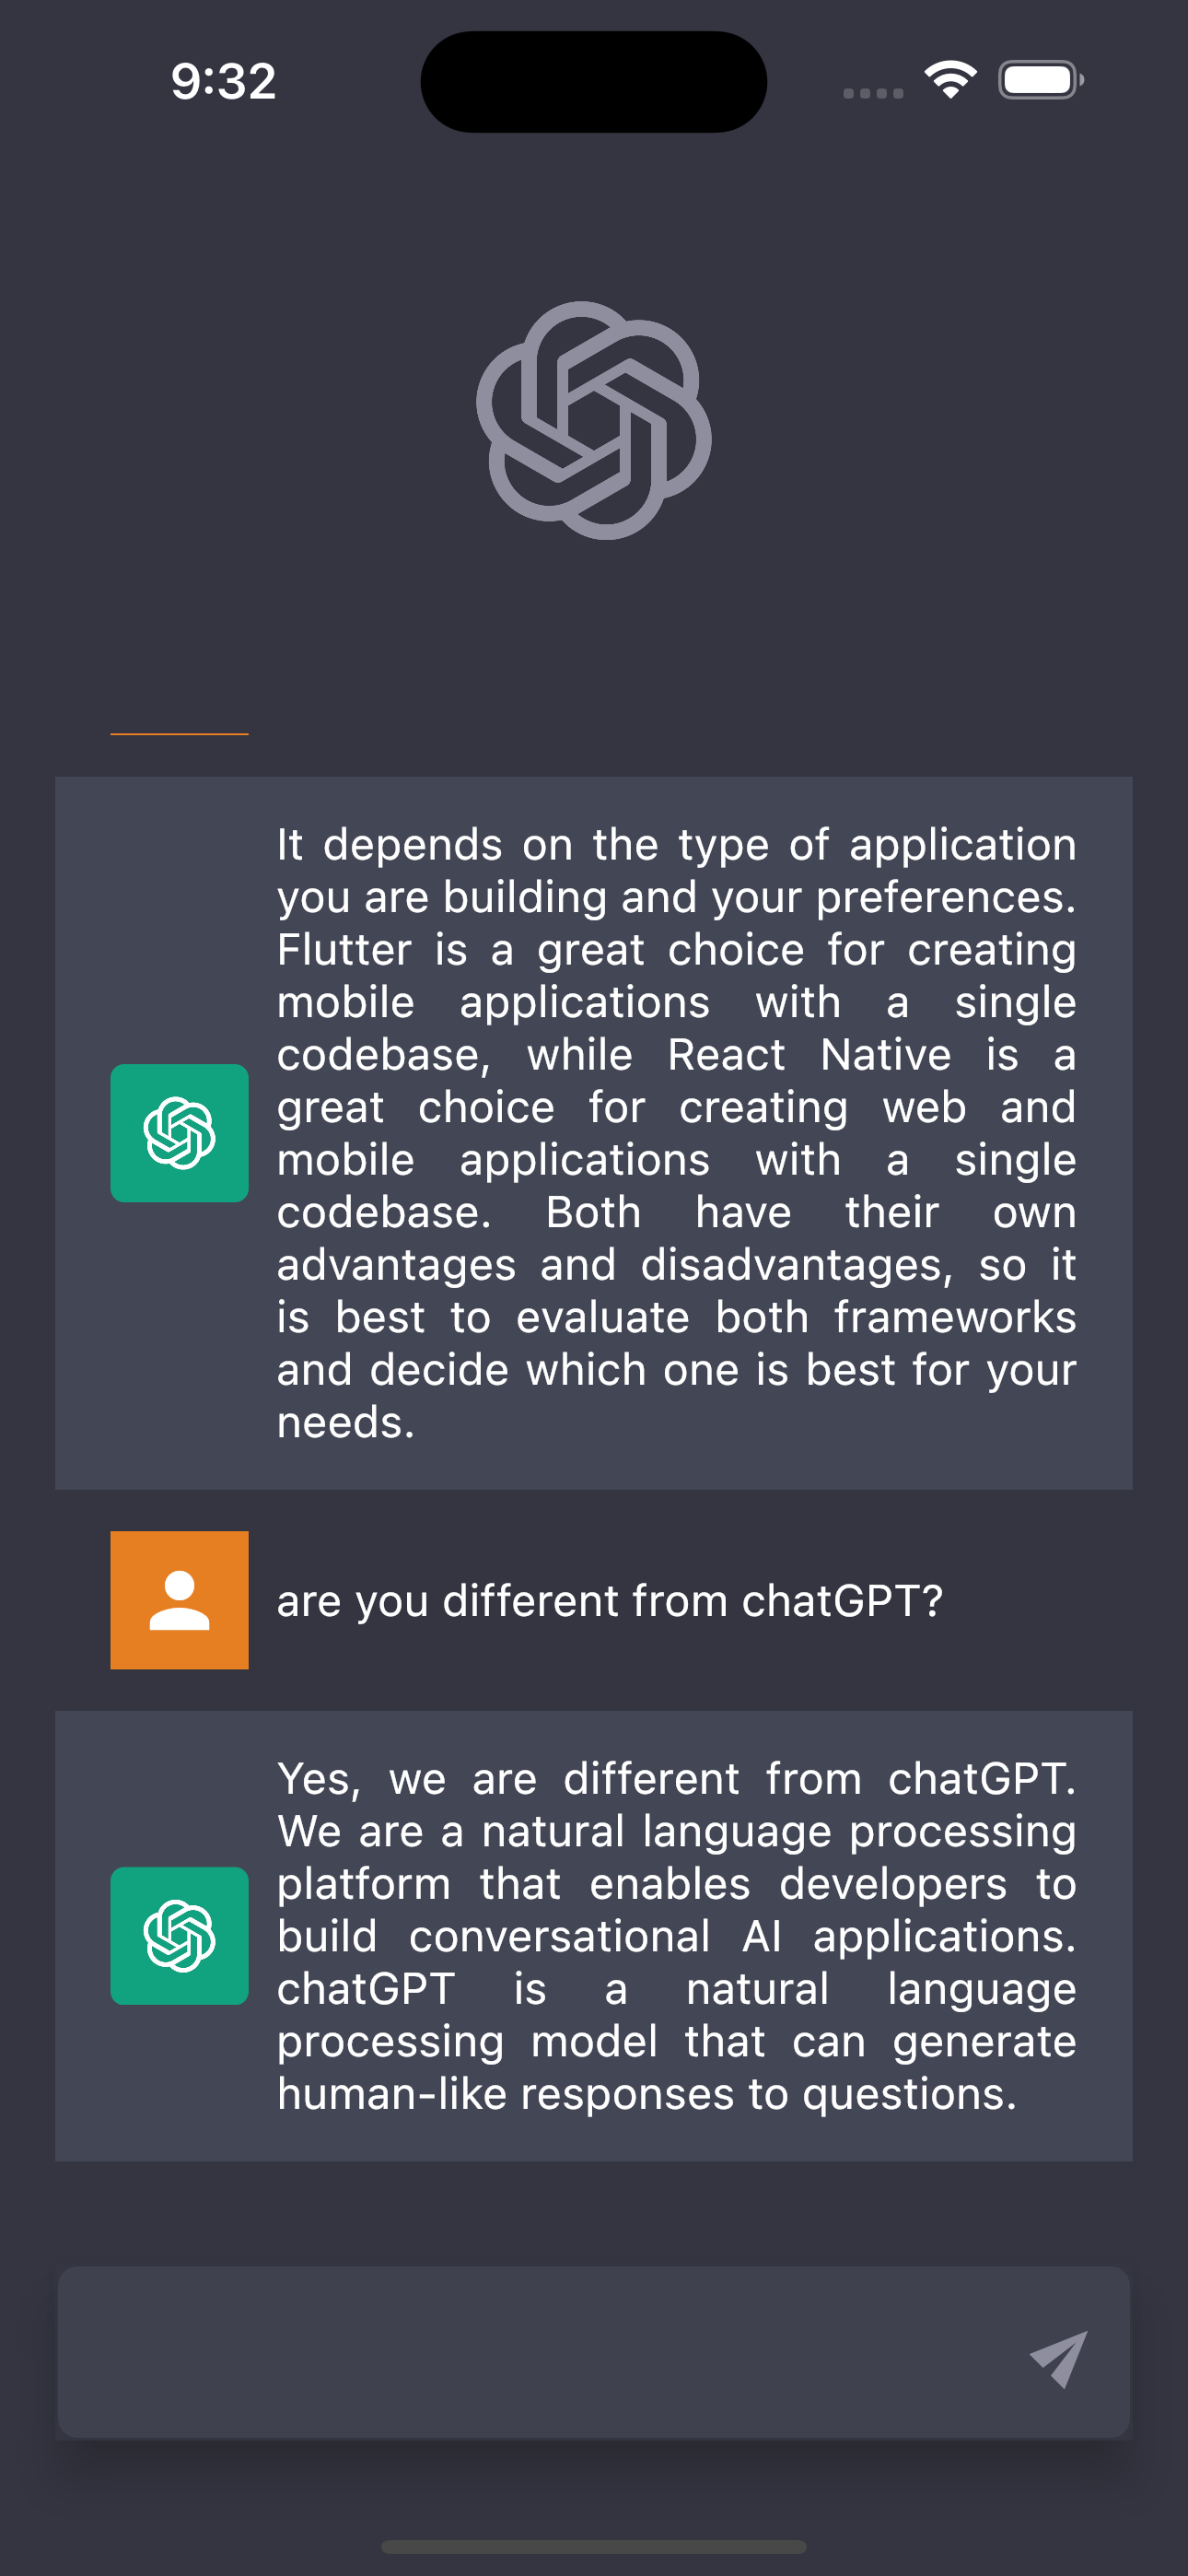 9:32
It depends on the type of application
you are building and your preferences.
Flutter is a great choice for creating
mobile applications with a single
codebase, while React Native is a
great choice for creating web and
mobile applications with a single
codebase. Both have their own
advantages and disadvantages, so it
is best to evaluate both frameworks
and decide which one is best for your
needs.
are you different from chatGPT?
Yes, we are different from chatGPT.
We are a natural language processing
platform that enables developers to
build conversational AI applications.
chatGPT is a natural language
processing model that can generate
human-like responses to questions.